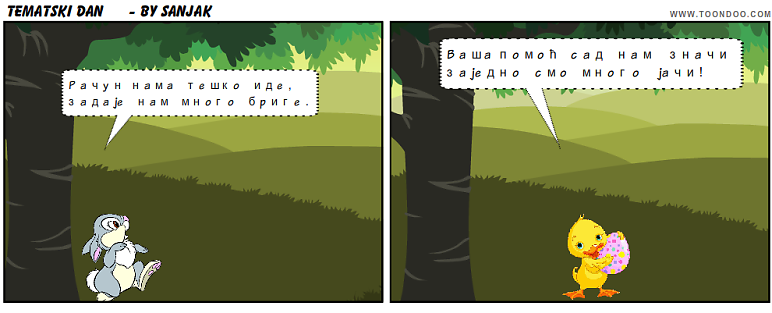 TEMATSKI DAN - BY SANJAK
WWW.TOONDOO.COM
Рачун нама тешко иде,
задаје нам много бриге.
Ваша помоћ сад нам значи
заједно смо много јачи!